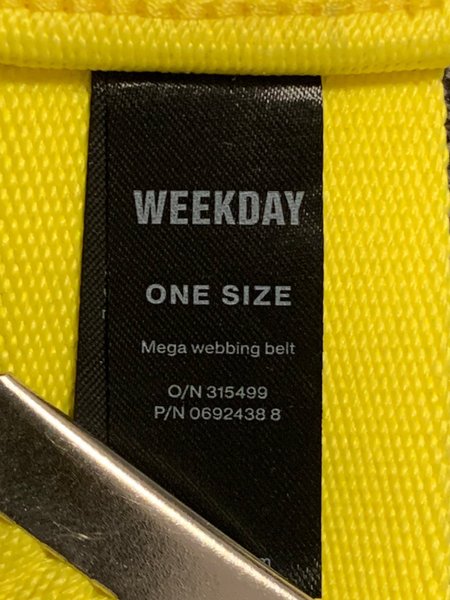 WEEKDAY
ONE SIZE
Mega webbing belt
O/N 315499
P/N 0692438 8